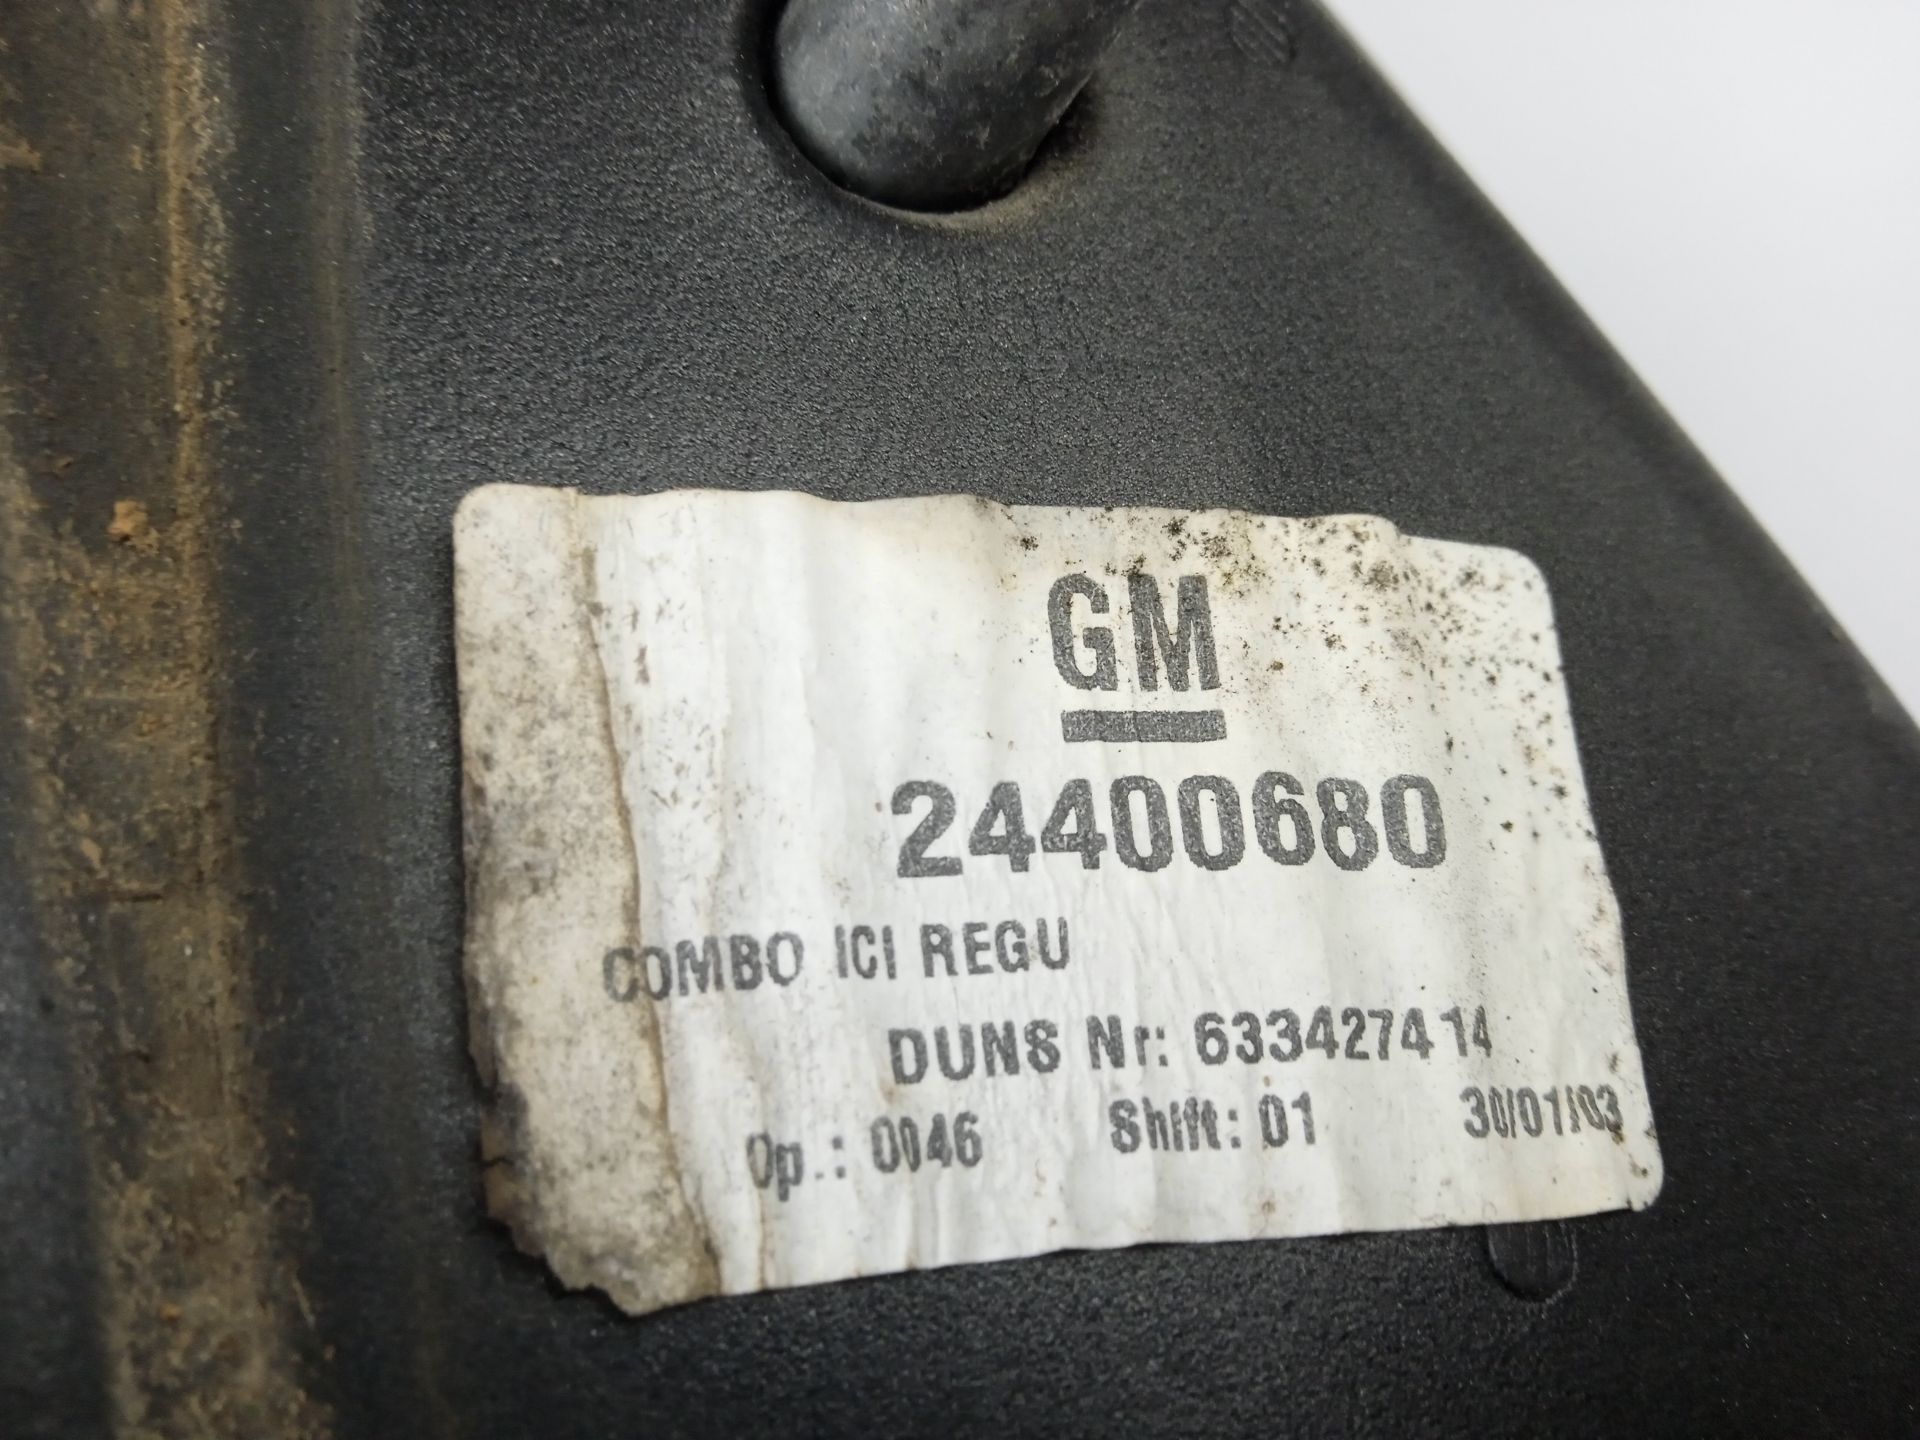 GM
24400680
COMBO ICI REGU
DUNS Nr: 633427414
Op.: 0046 Shift: 01 30/01/03